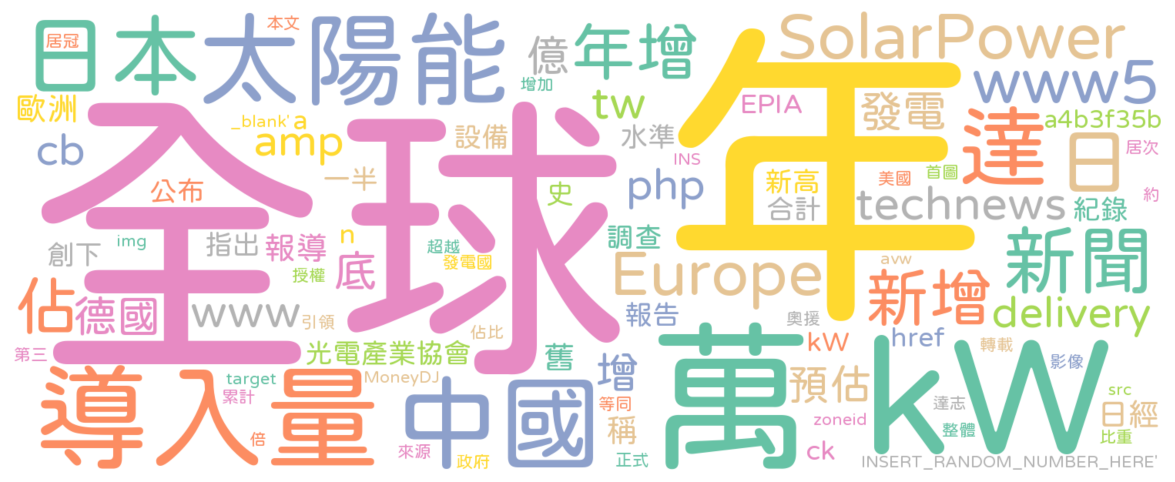 日本
居冠
本文
太陽能
億
年增
增加
SolarPower
www5
歐洲
_blank'
a
amp
cb
設備
tw
水準
EPIA
發電
達
日
a4b3f35b
居次
INS
首圖
全球
年
公布
一半
史
php
新高
合計
美國
約
technews
紀錄
創下
img
指出
報導
n
底
授權
超越
發電國
調查
Europe
avw
新增
新聞
佔
德國
www
引領
佔比
報告
奧援
delivery
第三
光電產業協會
舊
kW
href
轉載
影像
導入量
target
累計
MoneyDJ
中國
增
萬
預估
kW
達志
src
日經
倍
等同
稱
zoneid
整體
比重
來源
政府
正式
ck
INSERT_RANDOM_NUMBER_HERE'